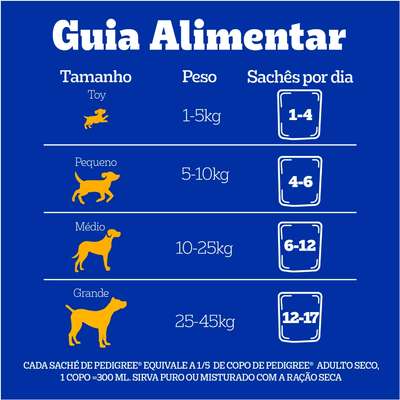 Guia Alimentar
Tamanho Peso Sachês por dia
Toy
1-5kg 1-4
Pequeno
5-10kg 4-6
Médio
10-25kg 6-12
Grande
25-45kg 12-17
CADA SACHÉ DE PEDIGREE® EQUIVALE A 1/5 DE COPO DE PEDIGREE® ADULTO SECO,
1 COPO =300 ML. SIRVA PURO OU MISTURADO COM A RAÇÃO SECA